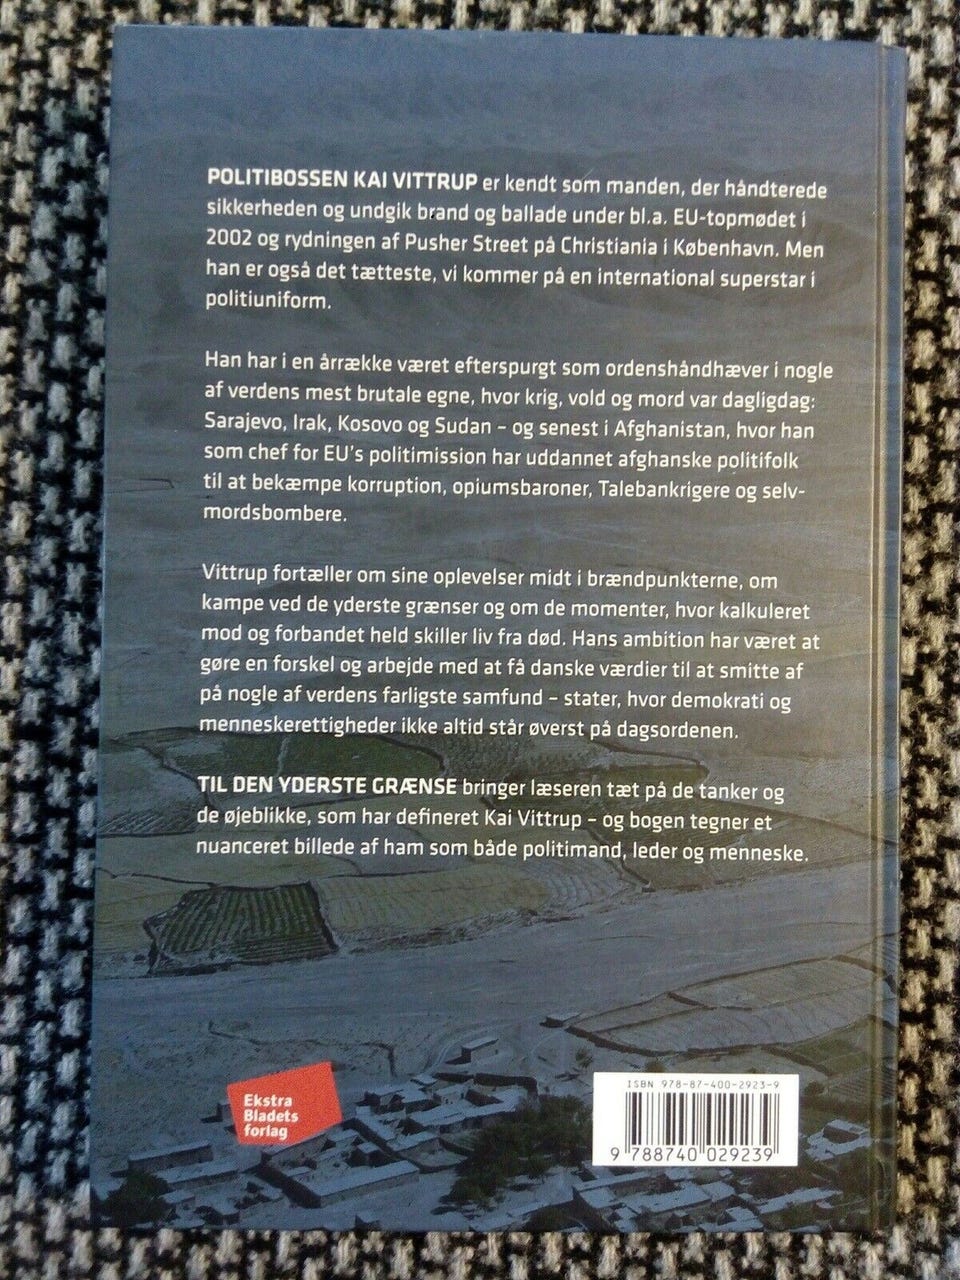 POLITIBOSSEN KAI VITTRUP er kendt som manden, der håndterede
sikkerheden og undgik brand og ballade under bl.a. EU-topmødet i
2002 og rydningen af Pusher Street på Christiania i København. Men
han er også det tætteste, vi kommer på en international superstar i
politiuniform.
Han har i en årrække været efterspurgt som ordenshåndhæver i nogle
af verdens mest brutale egne, hvor krig, vold og mord var dagligdag:
Sarajevo, Irak, Kosovo og Sudan – og senest i Afghanistan, hvor han
som chef for EU's politimission har uddannet afghanske politifolk
til at bekæmpe korruption, opiumsbaroner, Talebankrigere og selv-
mordsbombere.
Vittrup fortæller om sine oplevelser midt i brændpunkterne, om
kampe ved de yderste grænser og om de momenter, hvor kalkuleret
mod og forbandet held skiller liv fra død. Hans ambition har været at
gøre en forskel og arbejde med at få danske værdier til at smitte af
på nogle af verdens farligste samfund – stater, hvor demokrati og
menneskerettigheder ikke altid står øverst på dagsordenen.
TIL DEN YDERSTE GRÆNSE bringer læseren tæt på de tanker og
de øjeblikke, som har defineret Kai Vittrup – og bogen tegner et
nuanceret billede af ham som både politimand, leder og menneske.
Ekstra
Bladets
forlag
ISBN 978-87-400-2923-9
9 788740 029239